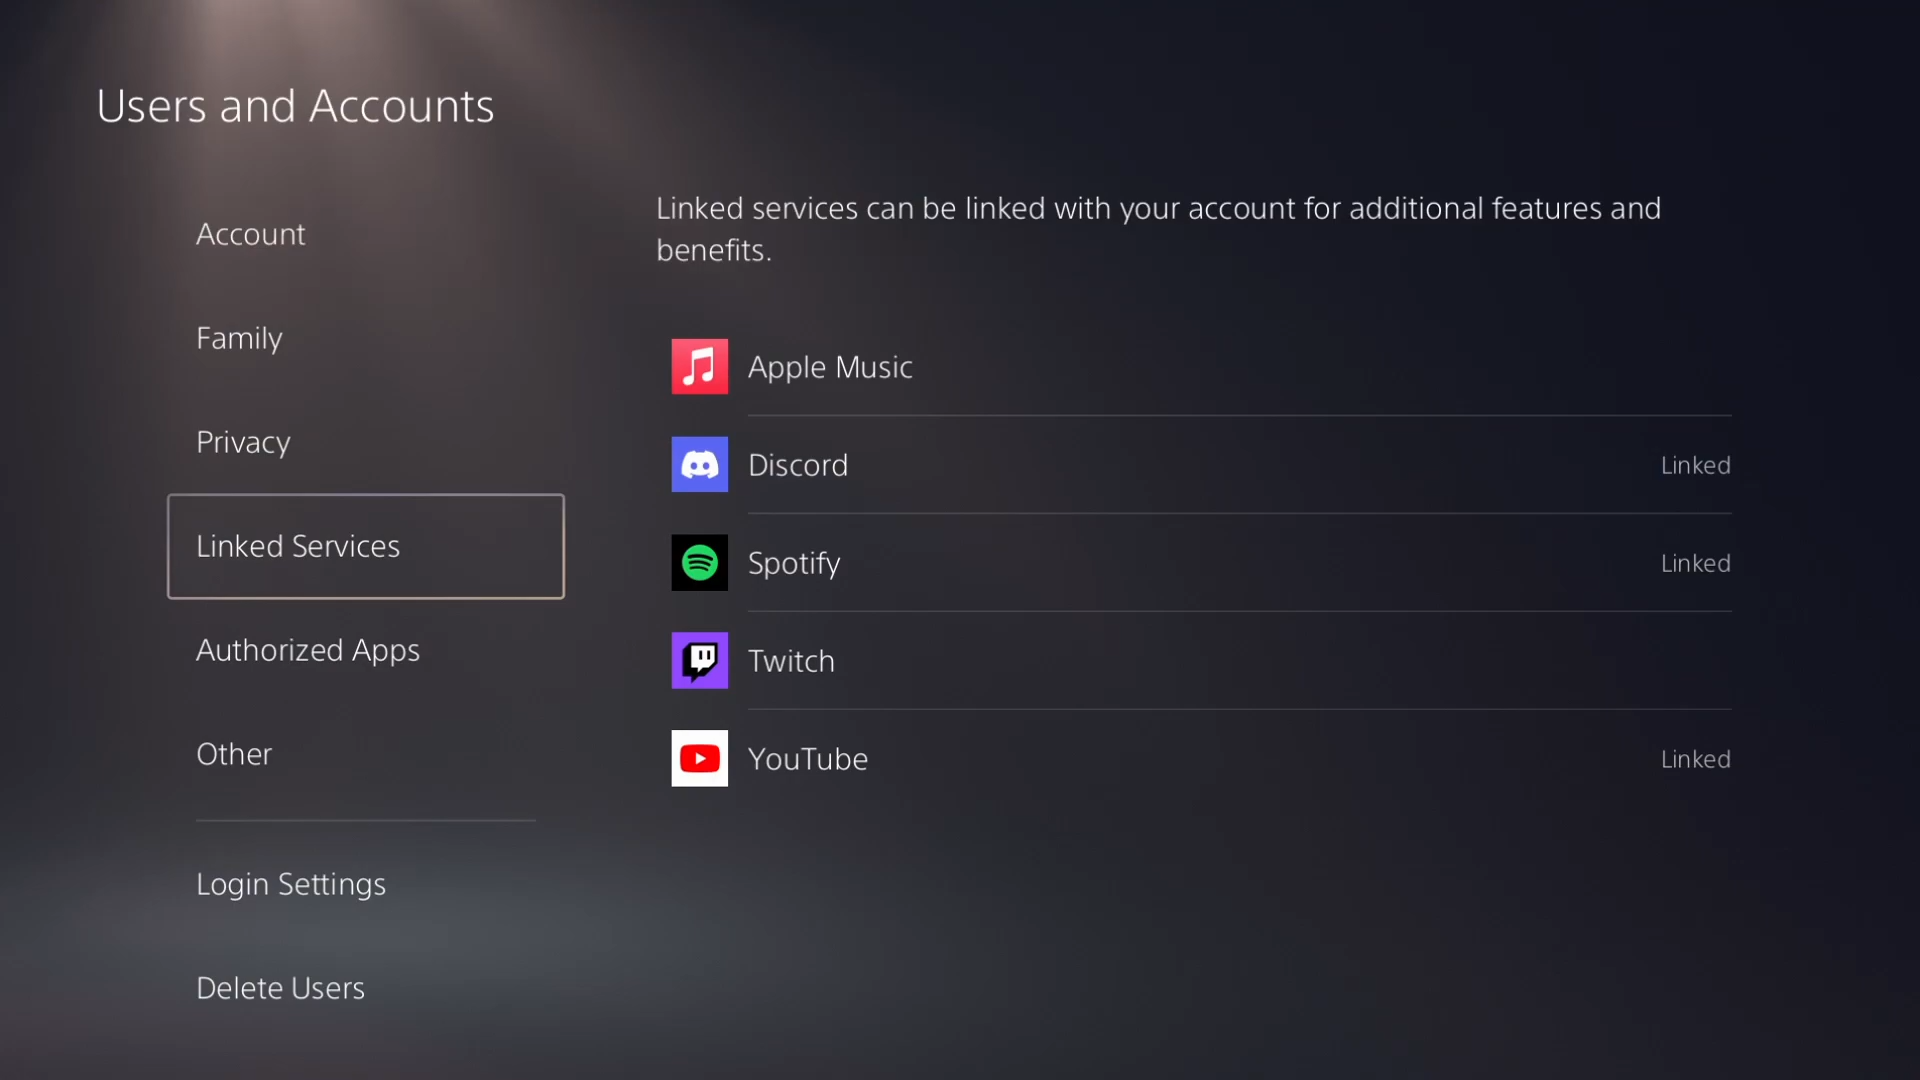 Users and Accounts
Account
Family
Privacy
Linked Services
Authorized Apps
Other
Login Settings
Delete Users
Linked services can be linked with your account for additional features and
benefits.
Apple Music
Discord Linked
Spotify Linked
Twitch
YouTube Linked